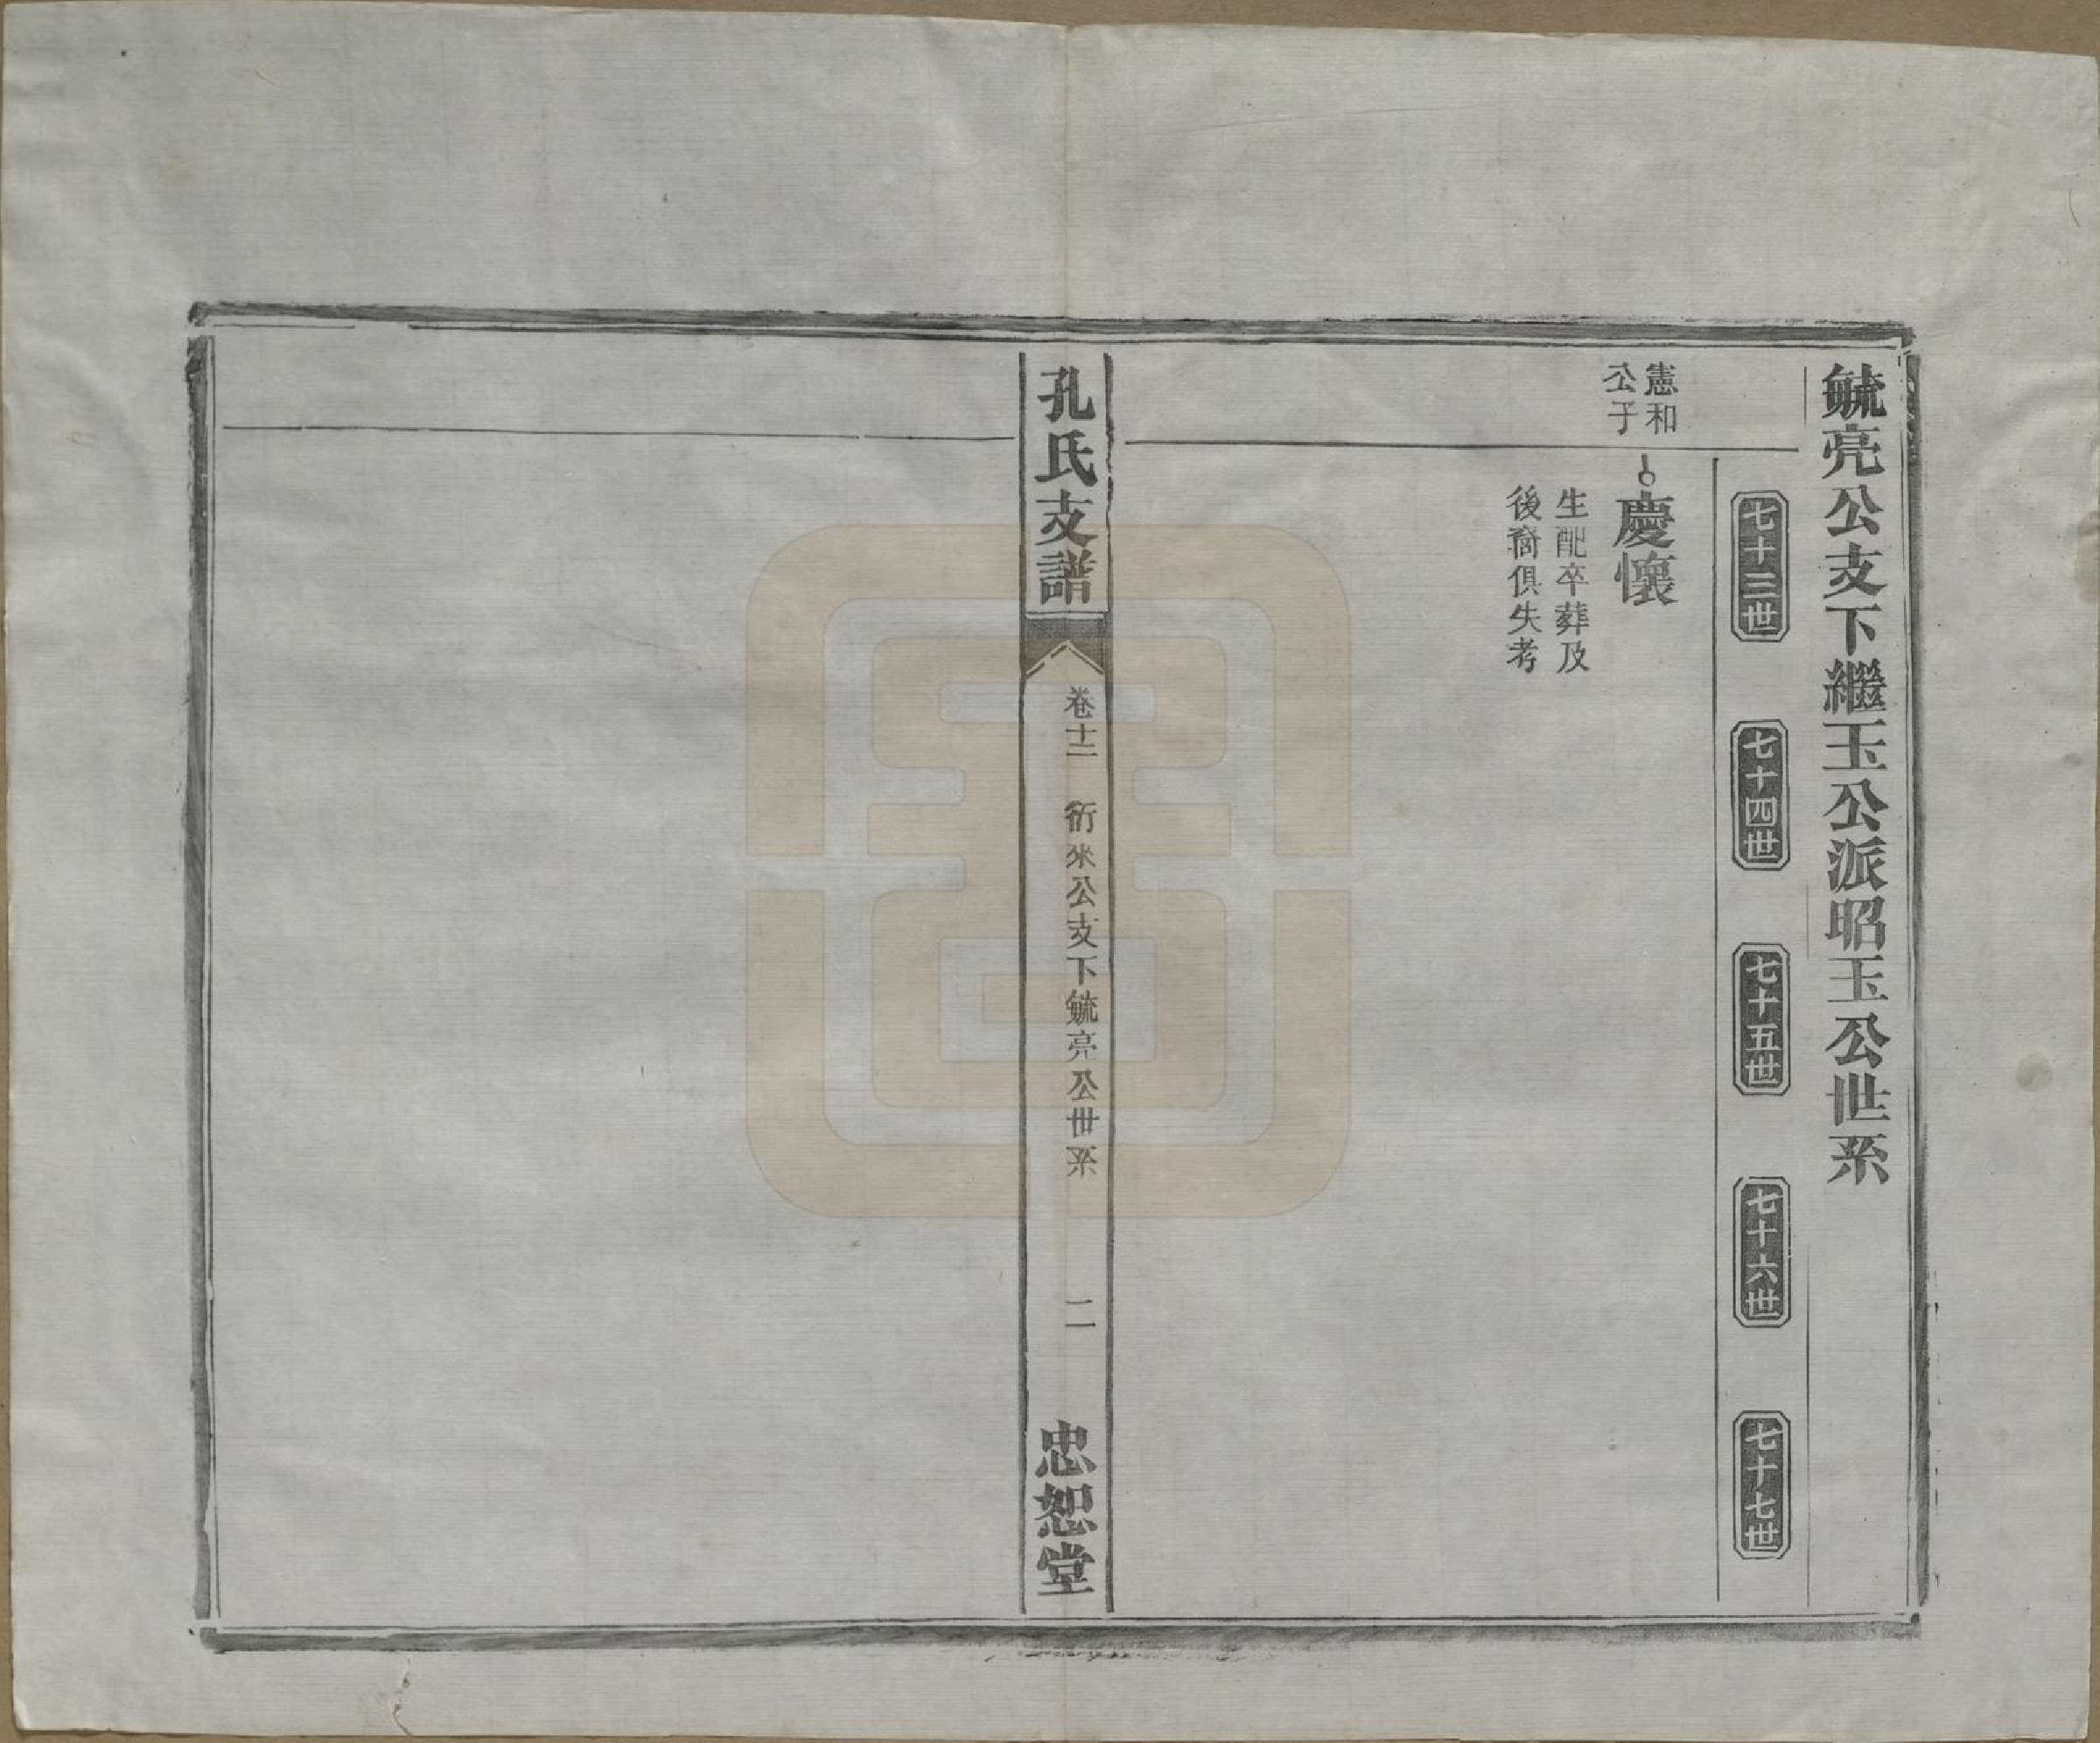 毓亮公支下繼玉公派昭玉公世系
七十三世
七十四世
七十五世
七十六世
七十七世
憲和
公子
慶懷
生配卒葬及
後裔俱失考
孔氏支譜
卷十二 衍來公支下毓亮公世系
二
忠恕堂